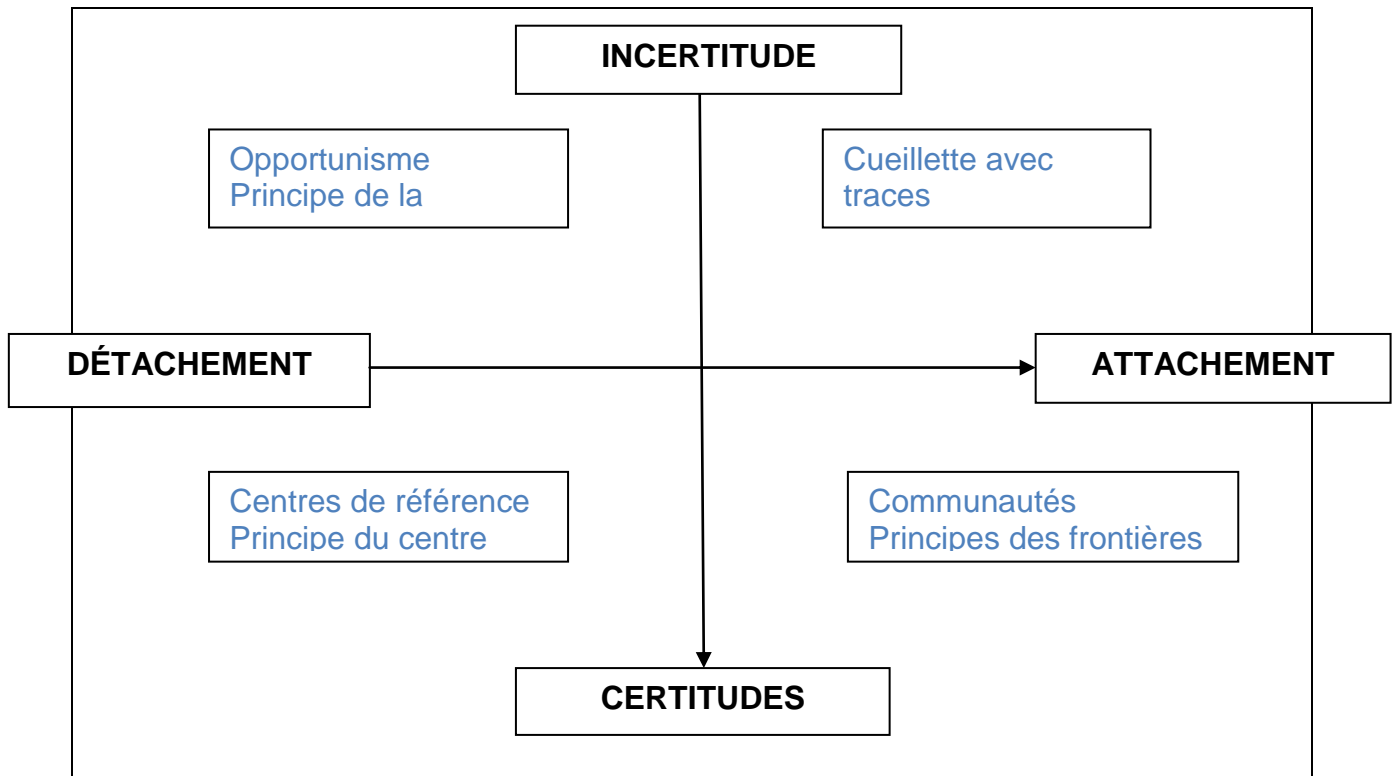 INCERTITUDE
Opportunisme
Principe de la
Cueillette avec
traces
DÉTACHEMENT
ATTACHEMENT
Centres de référence
Principe du centre
Communautés
Principes des frontières
CERTITUDES